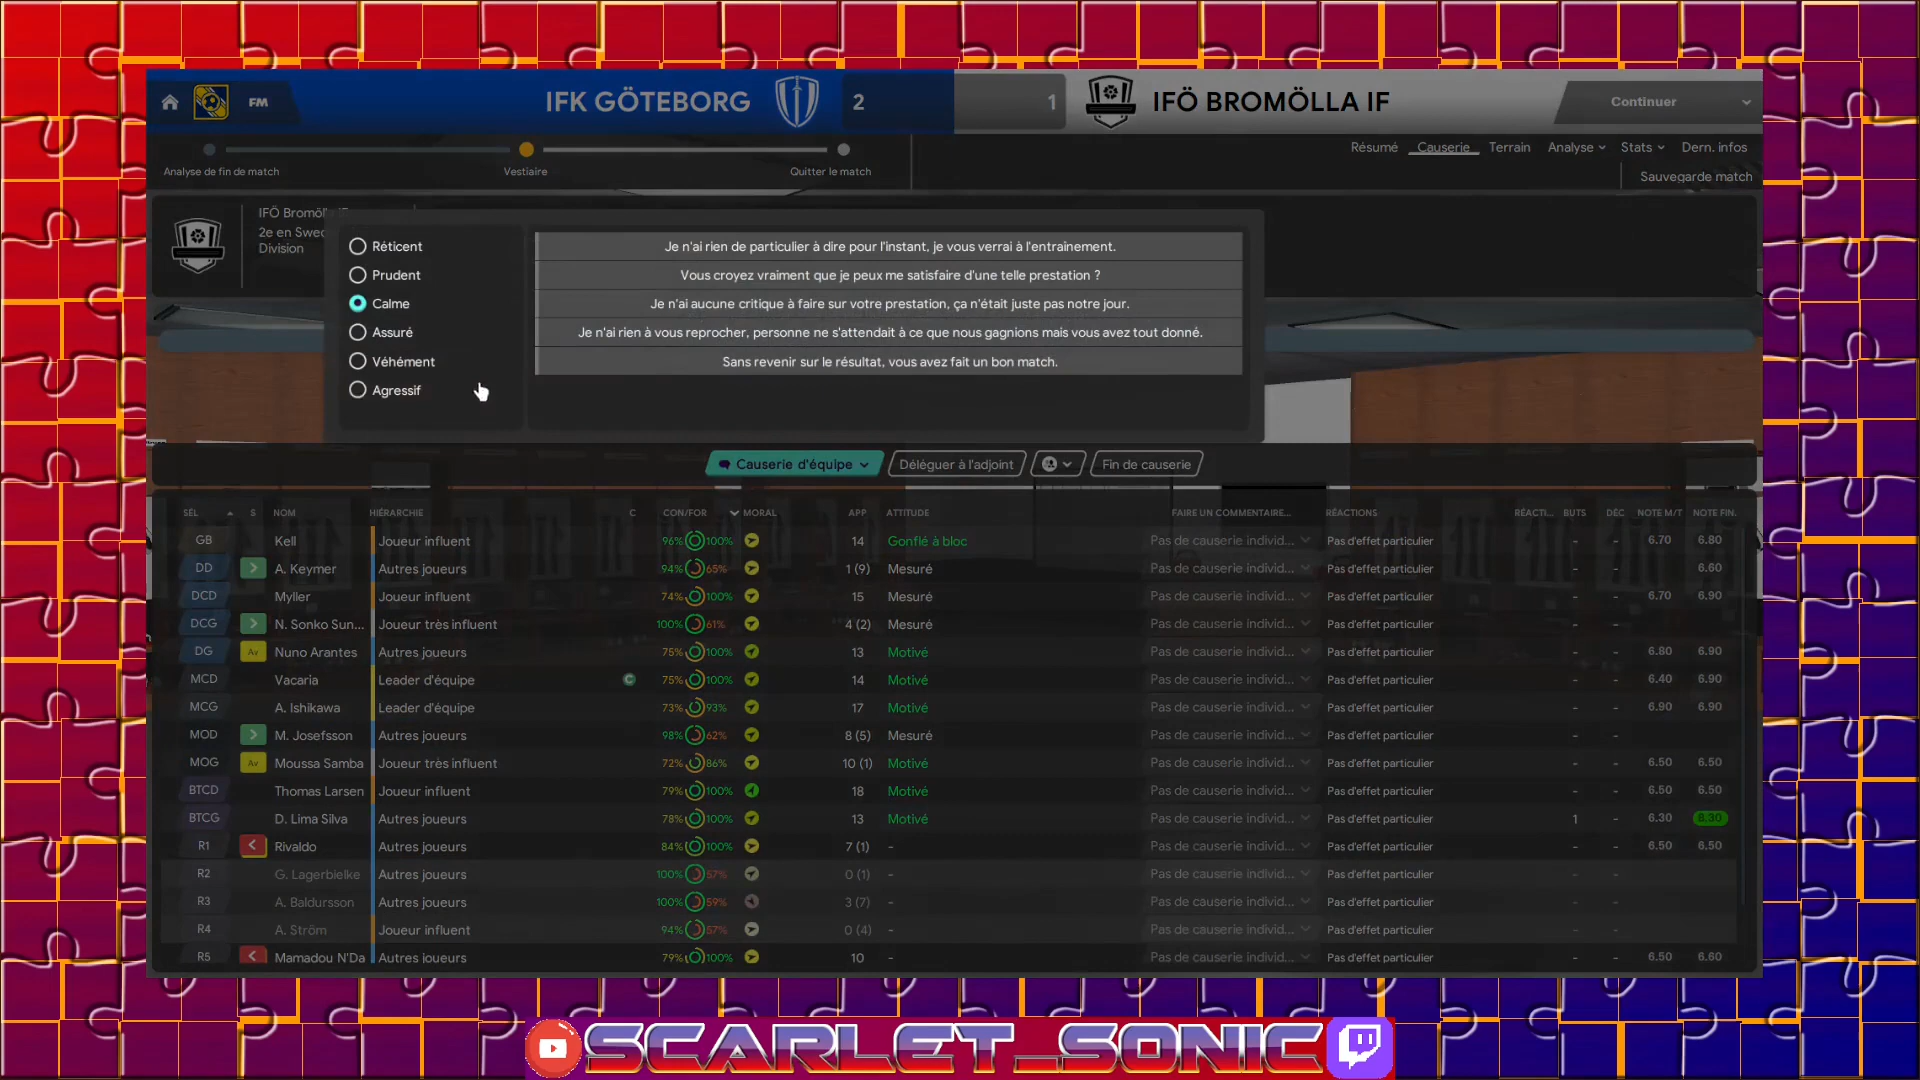 FM IFK GÖTEBORG 2 1 IFÖ BROMÖLLA IF Continuer
Analyse de fin de match Vestiaire Quitter le match
Résumé Causerie Terrain Analyse Stats Dern. infos
Sauvegarde match
IFÖ Bromölla IF
2e en Swe
Division
Réticent
Prudent
Calme
Assuré
Véhément
Agressif
Je n'ai rien de particulier à dire pour l'instant, je vous verrai à l'entraînement.
Vous croyez vraiment que je peux me satisfaire d'une telle prestation ?
Je n'ai aucune critique à faire sur votre prestation, ça n'était juste pas notre jour.
Je n'ai rien à vous reprocher, personne ne s'attendait à ce que nous gagnions mais vous avez tout donné.
Sans revenir sur le résultat, vous avez fait un bon match.
Causerie d'équipe Déléguer à l'adjoint Fin de causerie
SÉL S NOM HIÉRARCHIE C CON/FOR MORAL APP ATTITUDE FAIRE UN COMMENTAIRE... RÉACTIONS RÉACTI... BUTS DÉC NOTE M/T NOTE FIN.
GB Kell Joueur influent 96% 100% 14 Gonflé à bloc Pas de causerie individ... Pas d'effet particulier - - 6.70 6.80
DD A. Keymer Autres joueurs 94% 65% 1 (9) Mesuré Pas de causerie individ... Pas d'effet particulier - - 6.60
DCD Myller Joueur influent 74% 100% 15 Mesuré Pas de causerie individ... Pas d'effet particulier - - 6.70 6.90
DCG N. Sonko Sun... Joueur très influent 100% 61% 4 (2) Mesuré Pas de causerie individ... Pas d'effet particulier - -
DG Av Nuno Arantes Autres joueurs 75% 100% 13 Motivé Pas de causerie individ... Pas d'effet particulier - - 6.80 6.90
MCD Vacaria Leader d'équipe C 75% 100% 14 Motivé Pas de causerie individ... Pas d'effet particulier - - 6.40 6.90
MCG A. Ishikawa Leader d'équipe 73% 93% 17 Motivé Pas de causerie individ... Pas d'effet particulier - - 6.90 6.90
MOD M. Josefsson Autres joueurs 98% 62% 8 (5) Mesuré Pas de causerie individ... Pas d'effet particulier - -
MOG Av Moussa Samba Joueur très influent 72% 86% 10 (1) Motivé Pas de causerie individ... Pas d'effet particulier - - 6.50 6.50
BTCD Thomas Larsen Joueur influent 79% 100% 18 Motivé Pas de causerie individ... Pas d'effet particulier - - 6.50 6.50
BTCG D. Lima Silva Autres joueurs 78% 100% 13 Motivé Pas de causerie individ... Pas d'effet particulier 1 - 6.30 8.30
R1 Rivaldo Autres joueurs 84% 100% 7 (1) - Pas de causerie individ... Pas d'effet particulier - - 6.50 6.50
R2 G. Lagerbielke Autres joueurs 100% 57% 0 (1) - Pas de causerie individ... Pas d'effet particulier - -
R3 A. Baldursson Autres joueurs 100% 59% 3 (7) - Pas de causerie individ... Pas d'effet particulier - -
R4 A. Ström Joueur influent 94% 57% 0 (4) - Pas de causerie individ... Pas d'effet particulier - -
R5 Mamadou N'Da Autres joueurs 79% 100% 10 - Pas de causerie individ... Pas d'effet particulier - - 6.50 6.60
SCARLET_SONIC